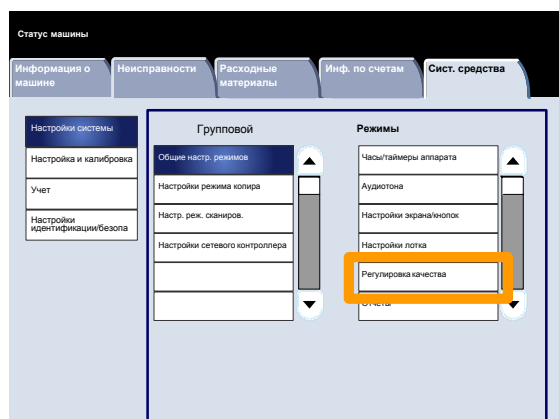 Статус машины
Информация о машине
Неисправности
Расходные материалы
Инф. по счетам
Сист. средства
Настройки системы
Настройка и калибровка
Учет
Настройки идентификации/безопа
Групповой
Общие настр. режимов
Настройки режима копира
Настр. реж. сканиров.
Настройки сетевого контроллера
Режимы
Часы/таймеры аппарата
Аудиотона
Настройки экрана/кнопок
Настройки лотка
Регулировка качества
Отчеты